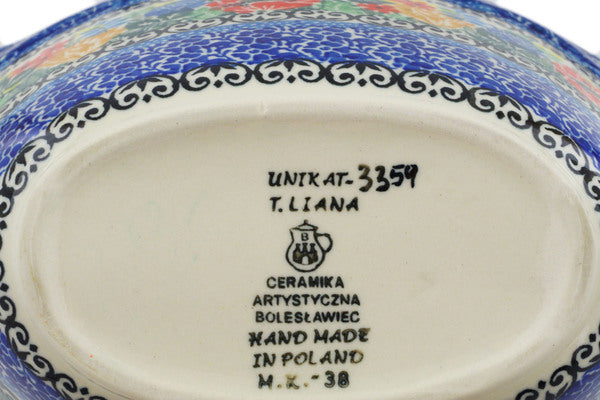 UNIKAT-3359
T.LIANA
B
CERAMIKA
ARTYSTYCZNA
BOLESŁAWIEC
HAND MADE
IN POLAND
M.K.-38